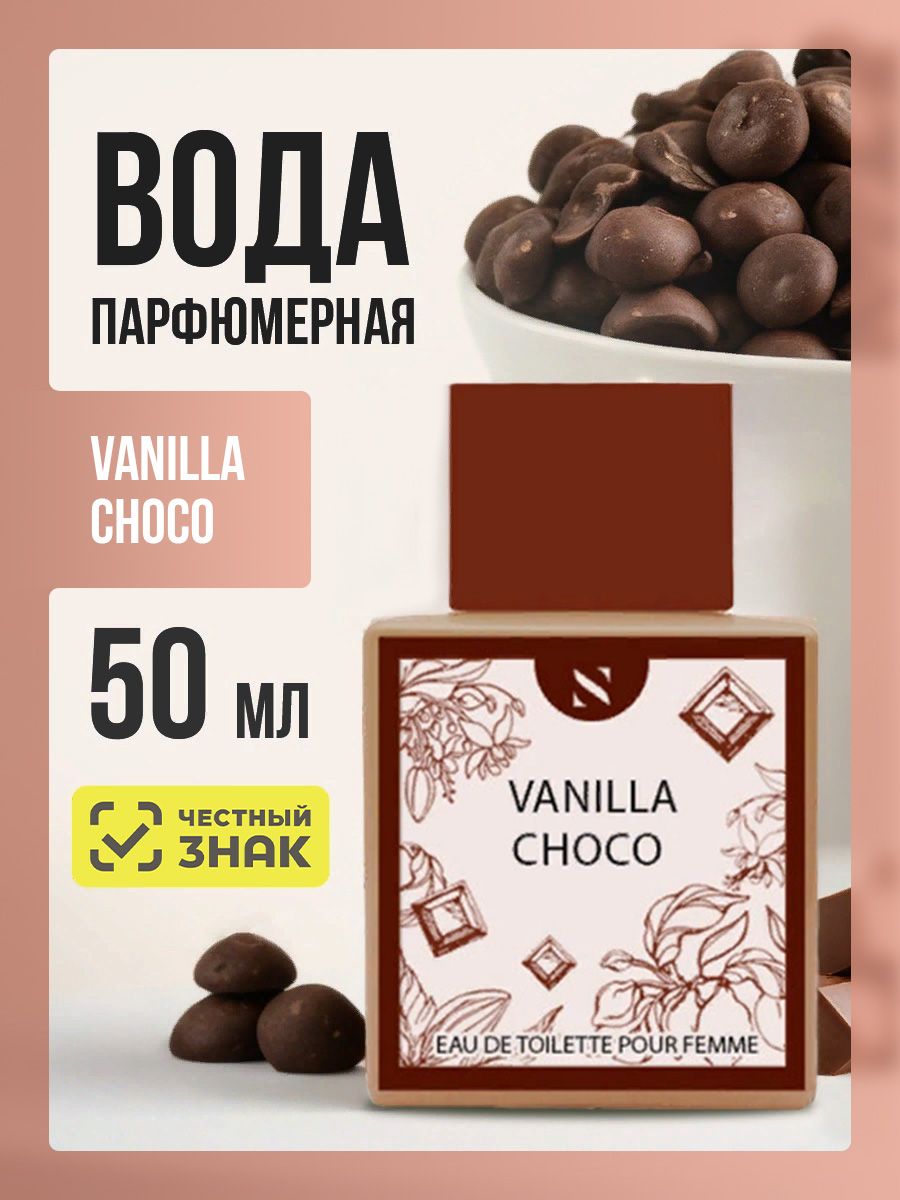 ВОДА
ПАРФЮМЕРНАЯ
VANILLA
CHOCO
50 МЛ
ЧЕСТНЫЙ
ЗНАК
S
VANILLA
CHOCO
EAU DE TOILETTE POUR FEMME